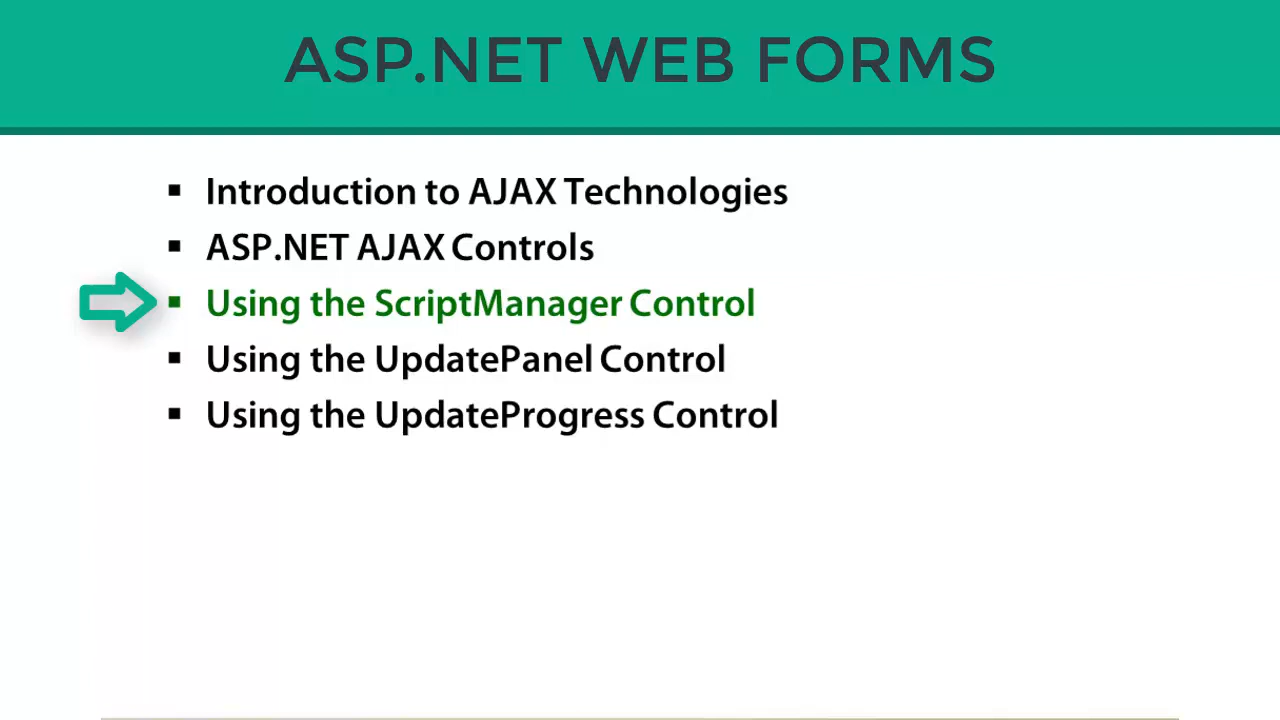 ASP.NET WEB FORMS
Introduction to AJAX Technologies
ASP.NET AJAX Controls
Using the ScriptManager Control
Using the UpdatePanel Control
Using the UpdateProgress Control